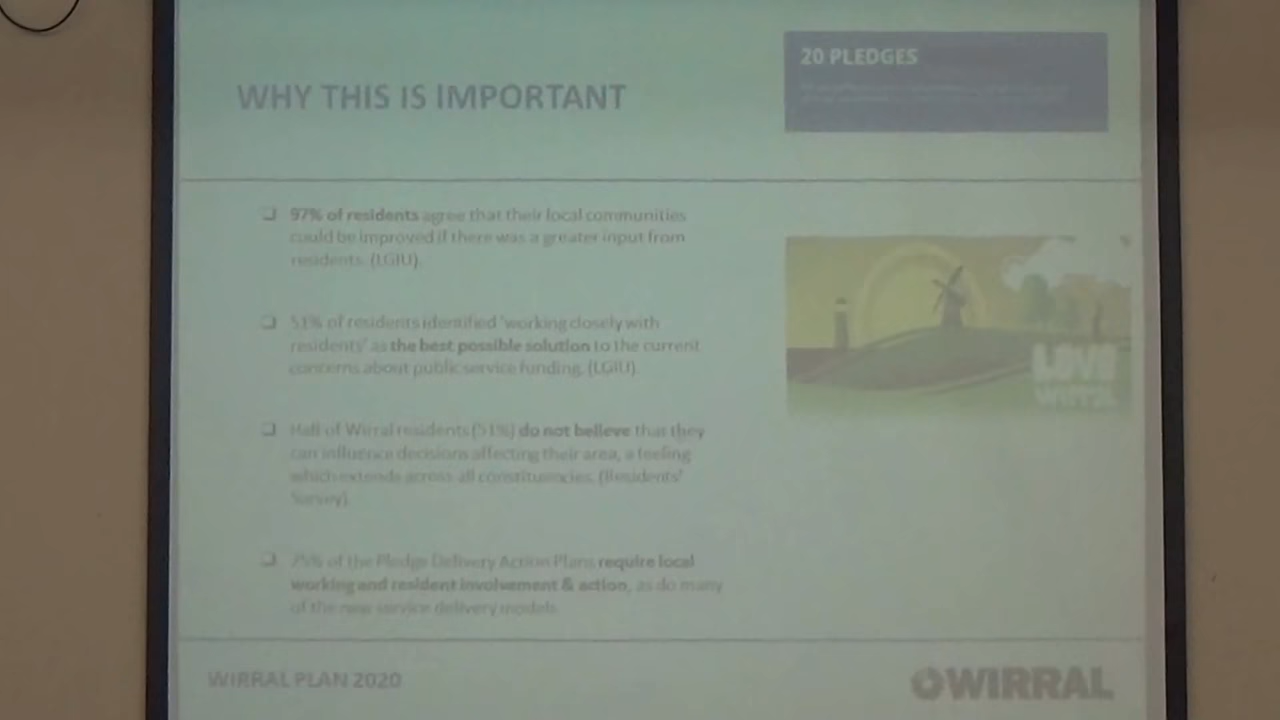 WHY THIS IS IMPORTANT
20 PLEDGES
❑ 97% of residents agree that their local communities
could be improved if there was a greater input from
residents. (LGIU).
❑ 51% of residents identified 'working closely with
residents' as the best possible solution to the current
concerns about public service funding. (LGIU).
❑ Half of Wirral residents (51%) do not believe that they
can influence decisions affecting their area, a feeling
which extends across all constituencies. (Residents'
Survey).
❑ 75% of the Pledge Delivery Action Plans require local
working and resident involvement & action, as do many
of the new service delivery models.
LOVE
WIRRAL
WIRRAL PLAN 2020
WIRRAL